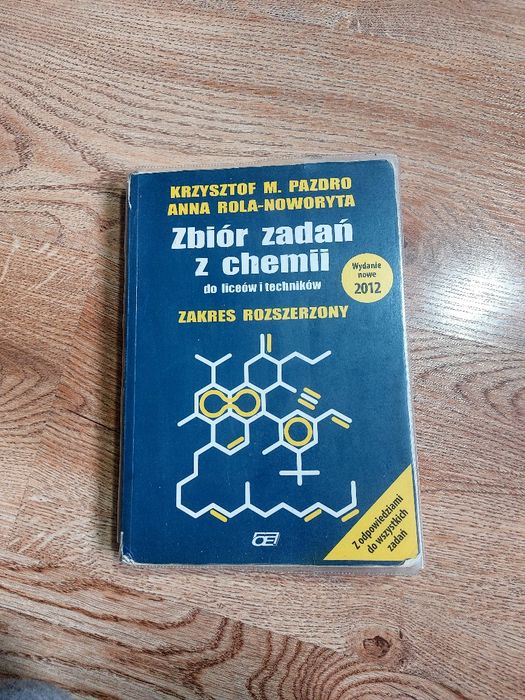 KRZYSZTOF M. PAZDRO
ANNA ROLA-NOWORYTA
Zbiór zadań
z chemii
do liceów i techników
Wydanie
nowe
2012
ZAKRES ROZSZERZONY
Z odpowiedziami
do wszystkich
zadań
OE